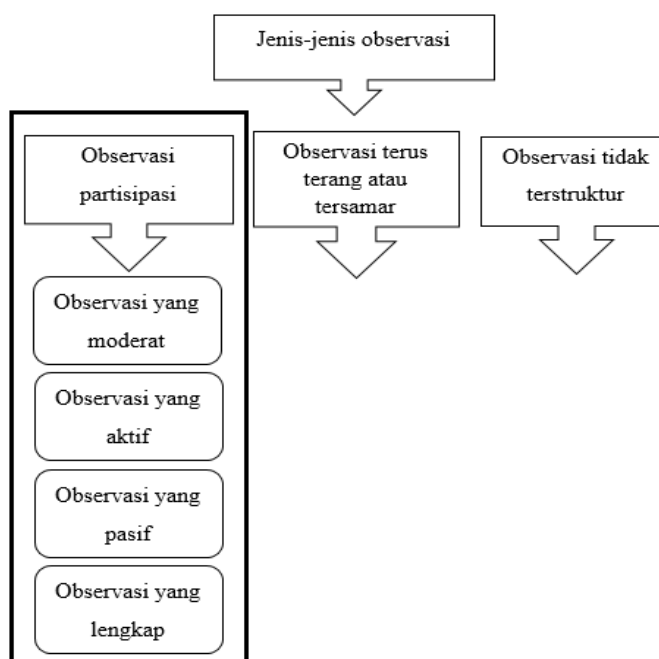 Jenis-jenis observasi
Observasi
partisipasi
Observasi terus
terang atau
tersamar
Observasi tidak
terstruktur
Observasi yang
moderat
Observasi yang
aktif
Observasi yang
pasif
Observasi yang
lengkap